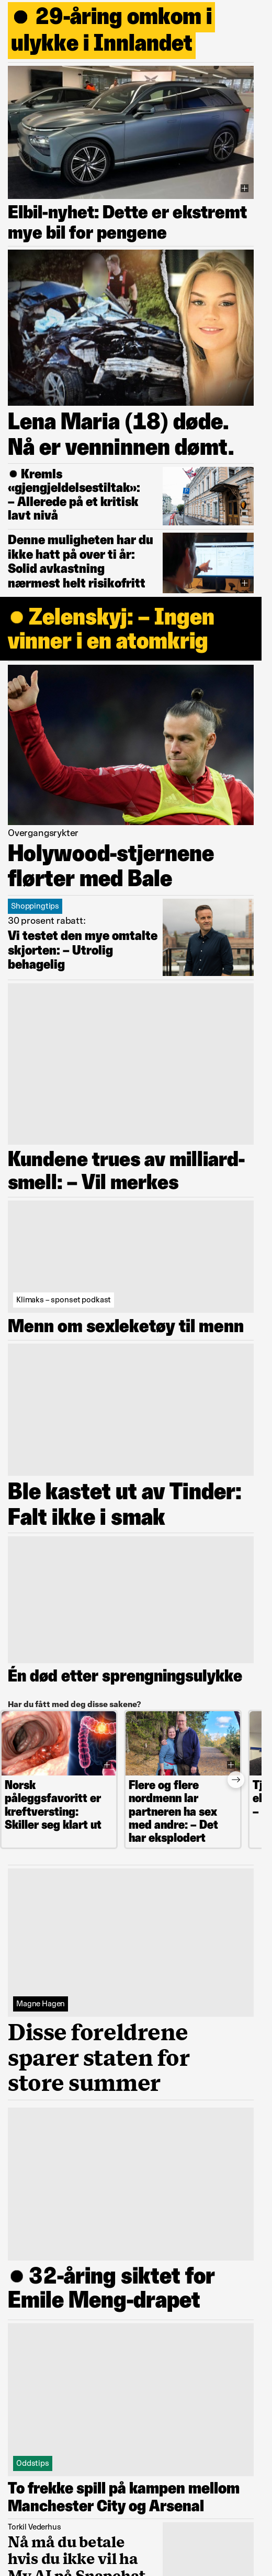 ● 29-åring omkom i
ulykke i Innlandet
Elbil-nyhet: Dette er ekstremt
mye bil for pengene
Lena Maria (18) døde.
Nå er venninnen dømt.
● Kremls
«gjengjeldelsestiltak»:
– Allerede på et kritisk
lavt nivå
Denne muligheten har du
ikke hatt på over ti år:
Solid avkastning
nærmest helt risikofritt
● Zelenskyj: – Ingen
vinner i en atomkrig
Overgangsrykter
Holywood-stjernene
flørter med Bale
Shoppingtips
30 prosent rabatt:
Vi testet den mye omtalte
skjorten: – Utrolig
behagelig
Kundene trues av milliard-
smell: – Vil merkes
Klimaks – sponset podkast
Menn om sexleketøy til menn
Ble kastet ut av Tinder:
Falt ikke i smak
Én død etter sprengningsulykke
Har du fått med deg disse sakene?
Norsk
påleggsfavoritt er
kreftversting:
Skiller seg klart ut
Flere og flere
nordmenn lar
partneren ha sex
med andre: – Det
har eksplodert
Tj
el
–
Magne Hagen
Disse foreldrene
sparer staten for
store summer
● 32-åring siktet for
Emilie Meng-drapet
Oddstips
To frekke spill på kampen mellom
Manchester City og Arsenal
Torkil Vederhus
Nå må du betale
hvis du ikke vil ha
My AI på Snapchat